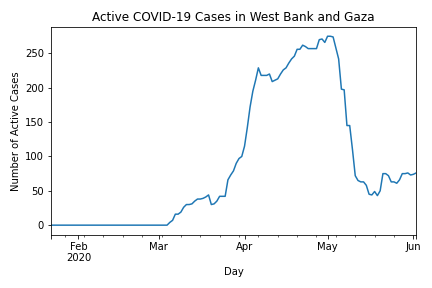 Active COVID-19 Cases in West Bank and Gaza
Number of Active Cases
250
200
150
100
50
0
Feb Mar Apr May Jun
2020
Day